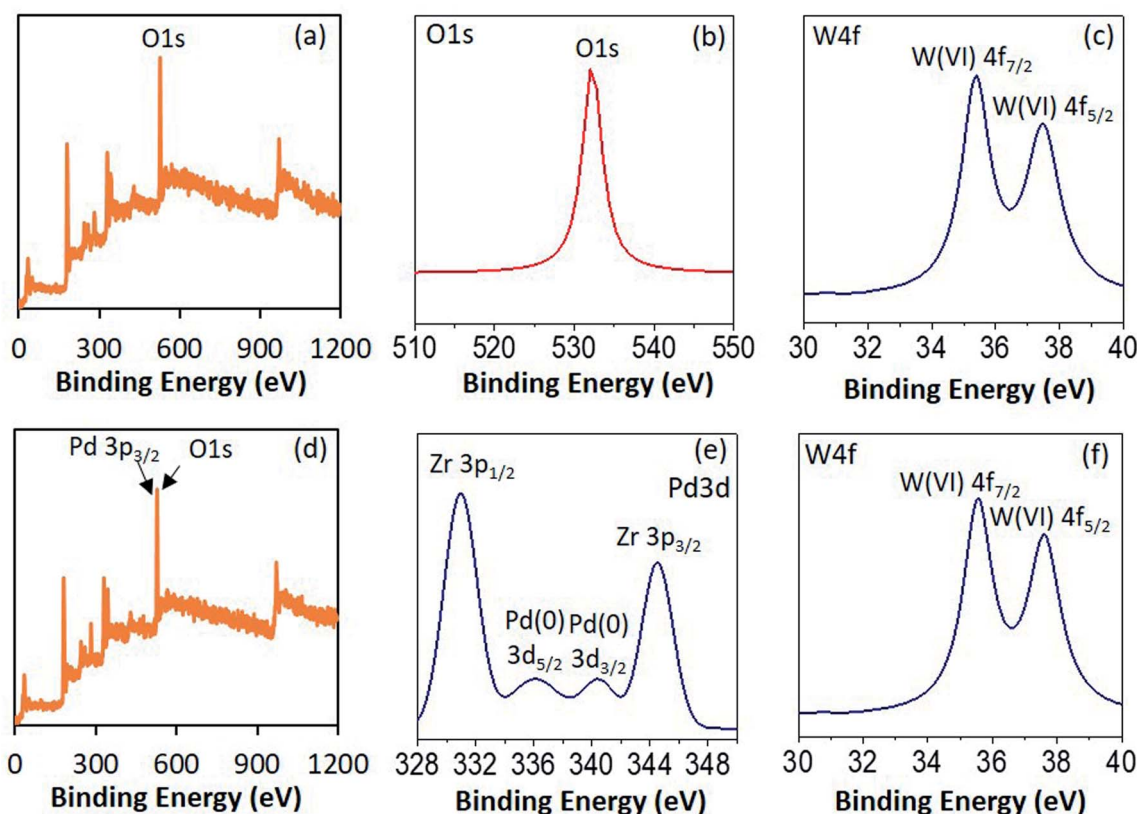 O1s
(a)
0 300 600 900 1200
Binding Energy (eV)
O1s
(b)
O1s
510 520 530 540 550
Binding Energy (eV)
W4f
(c)
W(VI) 4f7/2
W(VI) 4f5/2
30 32 34 36 38 40
Binding Energy (eV)
(d)
Pd 3p3/2
O1s
0 300 600 900 1200
Binding Energy (eV)
(e)
Zr 3p1/2
Pd3d
Zr 3p3/2
Pd(0) Pd(0)
3d5/2 3d3/2
328 332 336 340 344 348
Binding Energy (eV)
W4f
(f)
W(VI) 4f7/2
W(VI) 4f5/2
30 32 34 36 38 40
Binding Energy (eV)